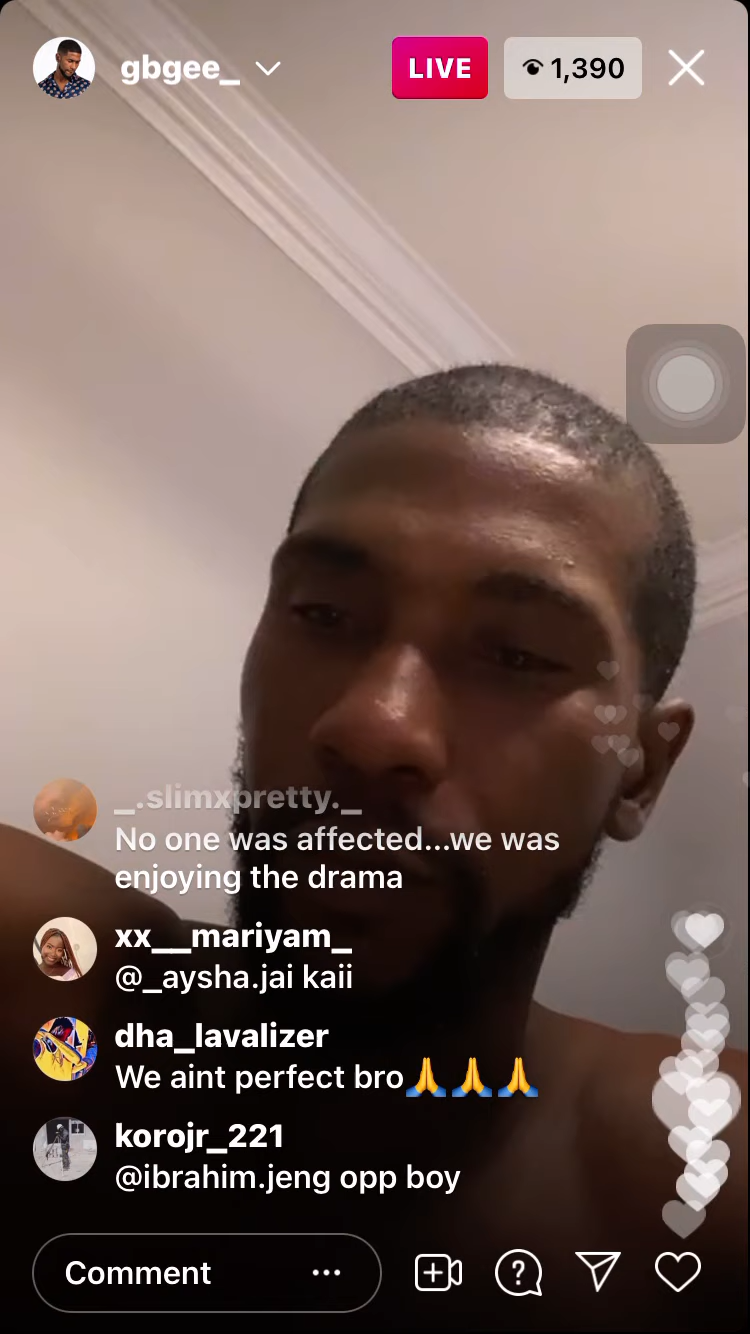 gbgee_
LIVE
1,390
_.slimxpretty._
No one was affected...we was
enjoying the drama
xx__mariyam_
@_aysha.jai kaii
dha_lavalizer
We aint perfect bro🙏🙏🙏
korojr_221
@ibrahim.jeng opp boy
Comment